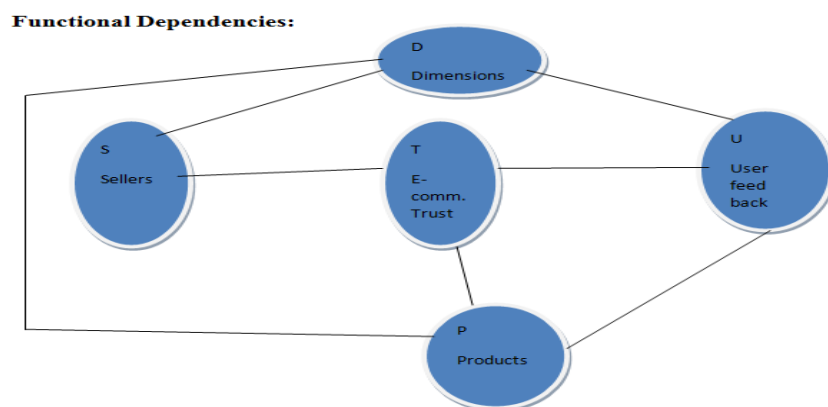 Functional Dependencies:
D
Dimensions
S
Sellers
T
E-
comm.
Trust
U
User
feed
back
P
Products